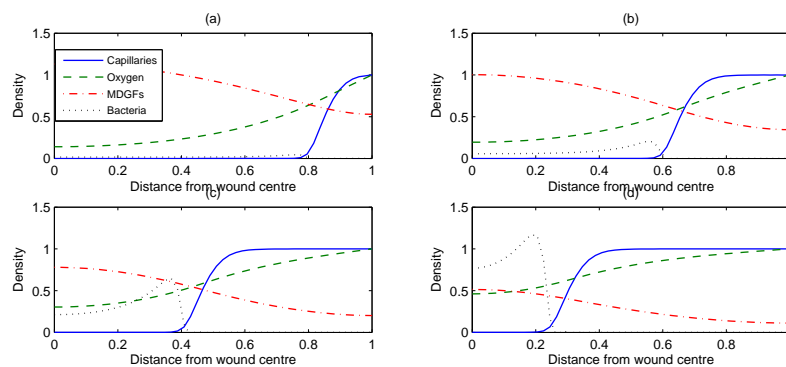 (a)
1.5
1
0.5
0
Density
Capillaries
Oxygen
MDGFs
Bacteria
0 0.2 0.4 0.6 0.8 1
Distance from wound centre
(b)
1.5
1
0.5
0
Density
0 0.2 0.4 0.6 0.8 1
Distance from wound centre
(c)
1.5
1
0.5
0
Density
0 0.2 0.4 0.6 0.8 1
Distance from wound centre
(d)
1.5
1
0.5
0
Density
0 0.2 0.4 0.6 0.8 1
Distance from wound centre